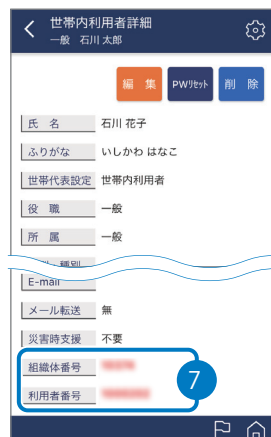 世帯内利用者詳細
一般 石川 太郎
編 集 PWリセット 削 除
氏 名 石川 花子
ふりがな いしかわ はなこ
世帯代表設定 世帯内利用者
役 職 一般
所 属 一般
種別
E-mail
メール転送 無
災害時支援 不要
組織体番号
7
利用者番号